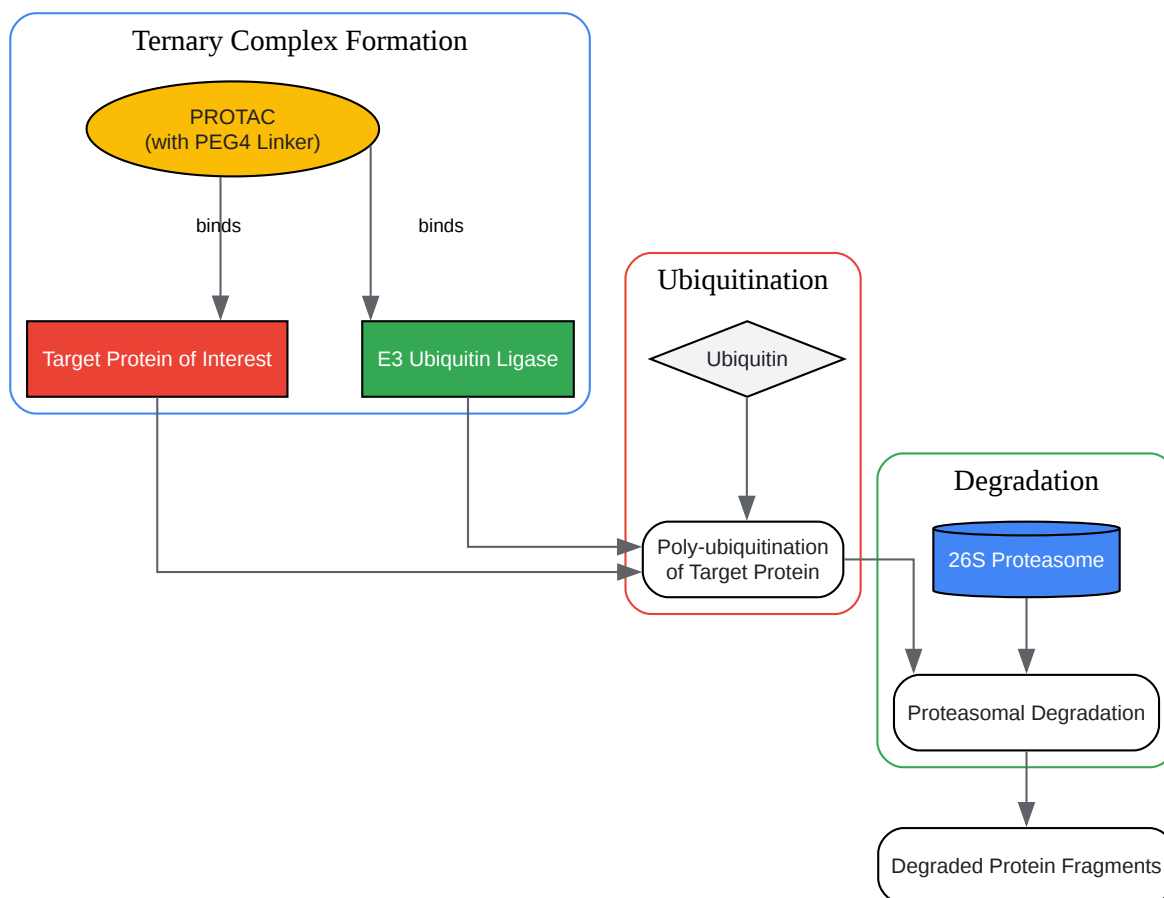 Ternary Complex Formation
PROTAC
(with PEG4 Linker)
binds
binds
Target Protein of Interest
E3 Ubiquitin Ligase
Ubiquitination
Ubiquitin
Poly-ubiquitination
of Target Protein
Degradation
26S Proteasome
Proteasomal Degradation
Degraded Protein Fragments